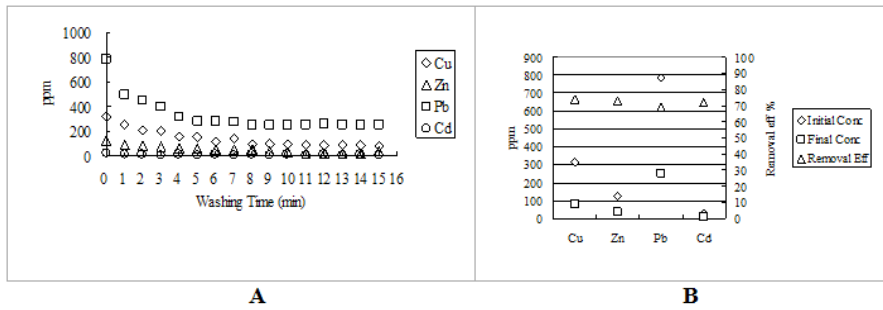 1000
800
600
400
200
0
ppm
0 1 2 3 4 5 6 7 8 9 10 11 12 13 14 15 16
Washing Time (min)
Cu
Zn
Pb
Cd
A
900
800
700
600
500
400
300
200
100
0
ppm
Cu Zn Pb Cd
100
90
80
70
60
50
40
30
20
10
0
Removal eff %
Initial Conc
Final Conc
Removal Eff
B